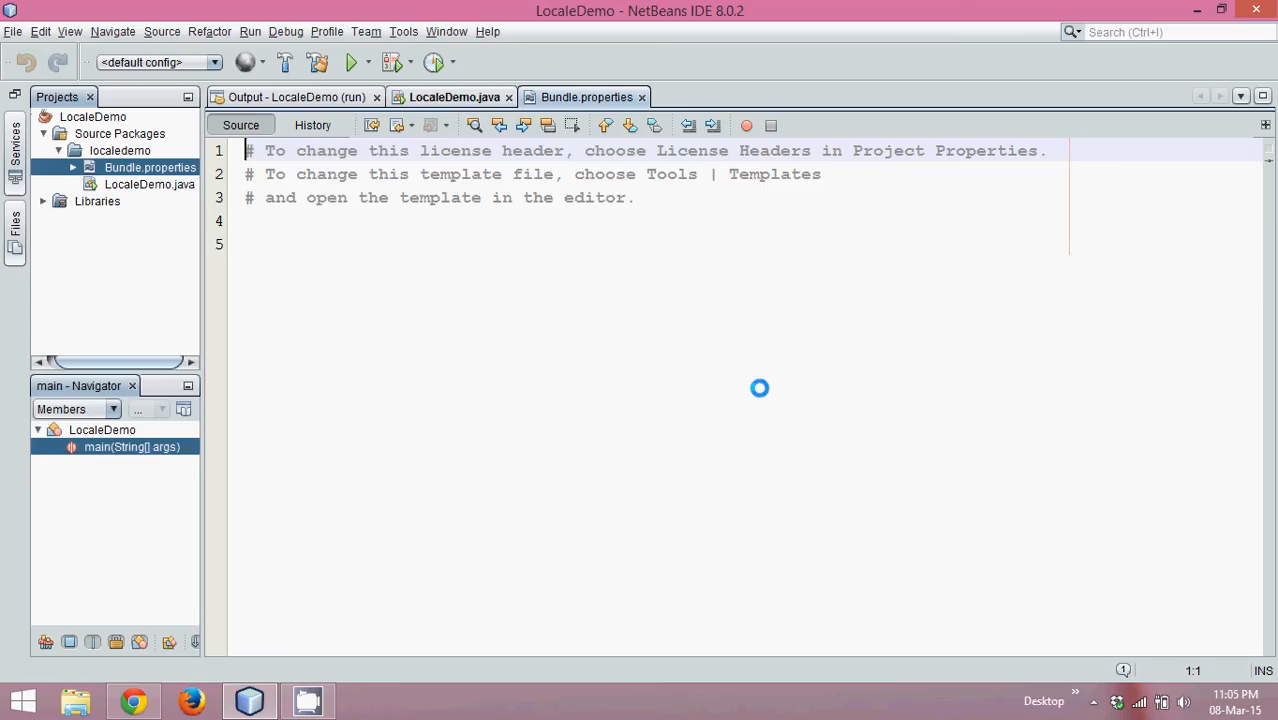 LocaleDemo - NetBeans IDE 8.0.2
File Edit View Navigate Source Refactor Run Debug Profile Team Tools Window Help
Search (Ctrl+I)
<default config>
Projects
Output - LocaleDemo (run)
LocaleDemo.java
Bundle.properties
Services
Files
LocaleDemo
Source Packages
localedemo
Bundle.properties
LocaleDemo.java
Libraries
Source History
1 # To change this license header, choose License Headers in Project Properties.
2 # To change this template file, choose Tools | Templates
3 # and open the template in the editor.
4
5
main - Navigator
Members
...
LocaleDemo
main(String[] args)
1
1:1
INS
Desktop
11:05 PM
08-Mar-15